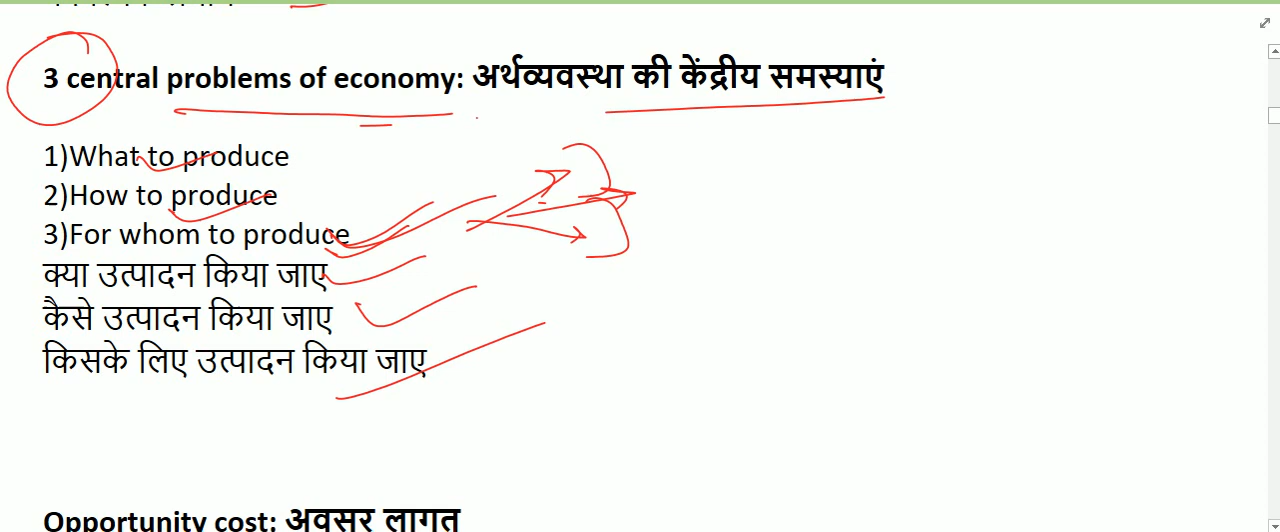 3 central problems of economy: अर्थव्यवस्था की केंद्रीय समस्याएं
1)What to produce
2)How to produce
3)For whom to produce
क्या उत्पादन किया जाए
कैसे उत्पादन किया जाए
किसके लिए उत्पादन किया जाए
Opportunity cost: अवसर लागत